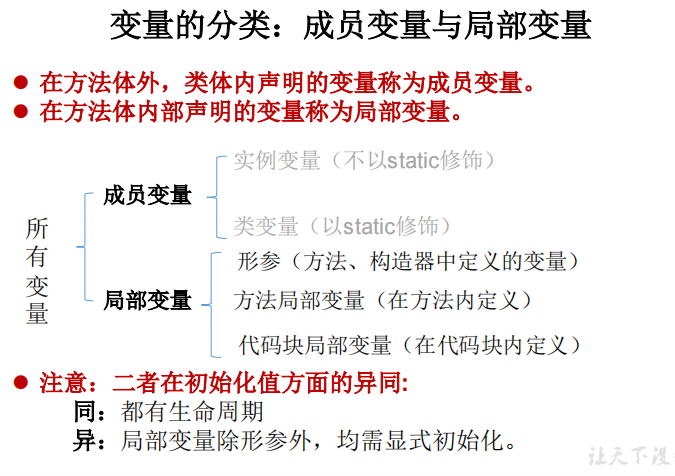 变量的分类：成员变量与局部变量
● 在方法体外，类体内声明的变量称为成员变量。
● 在方法体内部声明的变量称为局部变量。
所有变量
成员变量
实例变量（不以static修饰）
类变量（以static修饰）
局部变量
形参（方法、构造器中定义的变量）
方法局部变量（在方法内定义）
代码块局部变量（在代码块内定义）
● 注意：二者在初始化值方面的异同:
同：都有生命周期
异：局部变量除形参外，均需显式初始化。
让天下没